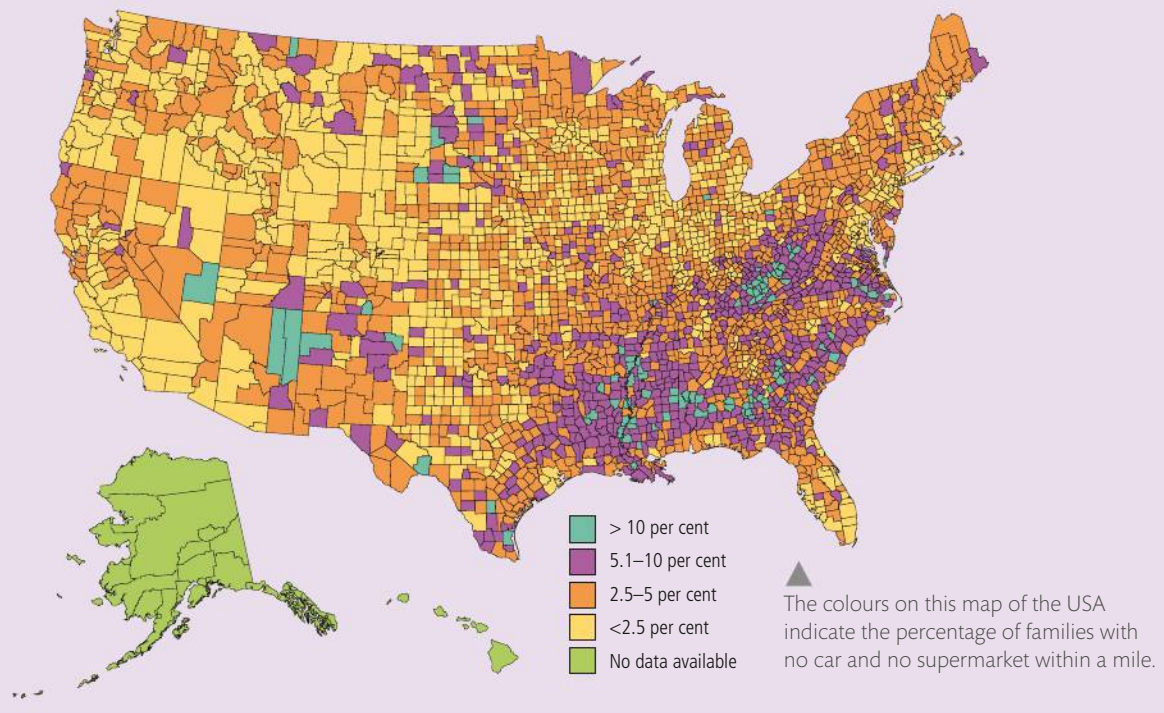 > 10 per cent
5.1–10 per cent
2.5–5 per cent
<2.5 per cent
No data available
The colours on this map of the USA
indicate the percentage of families with
no car and no supermarket within a mile.